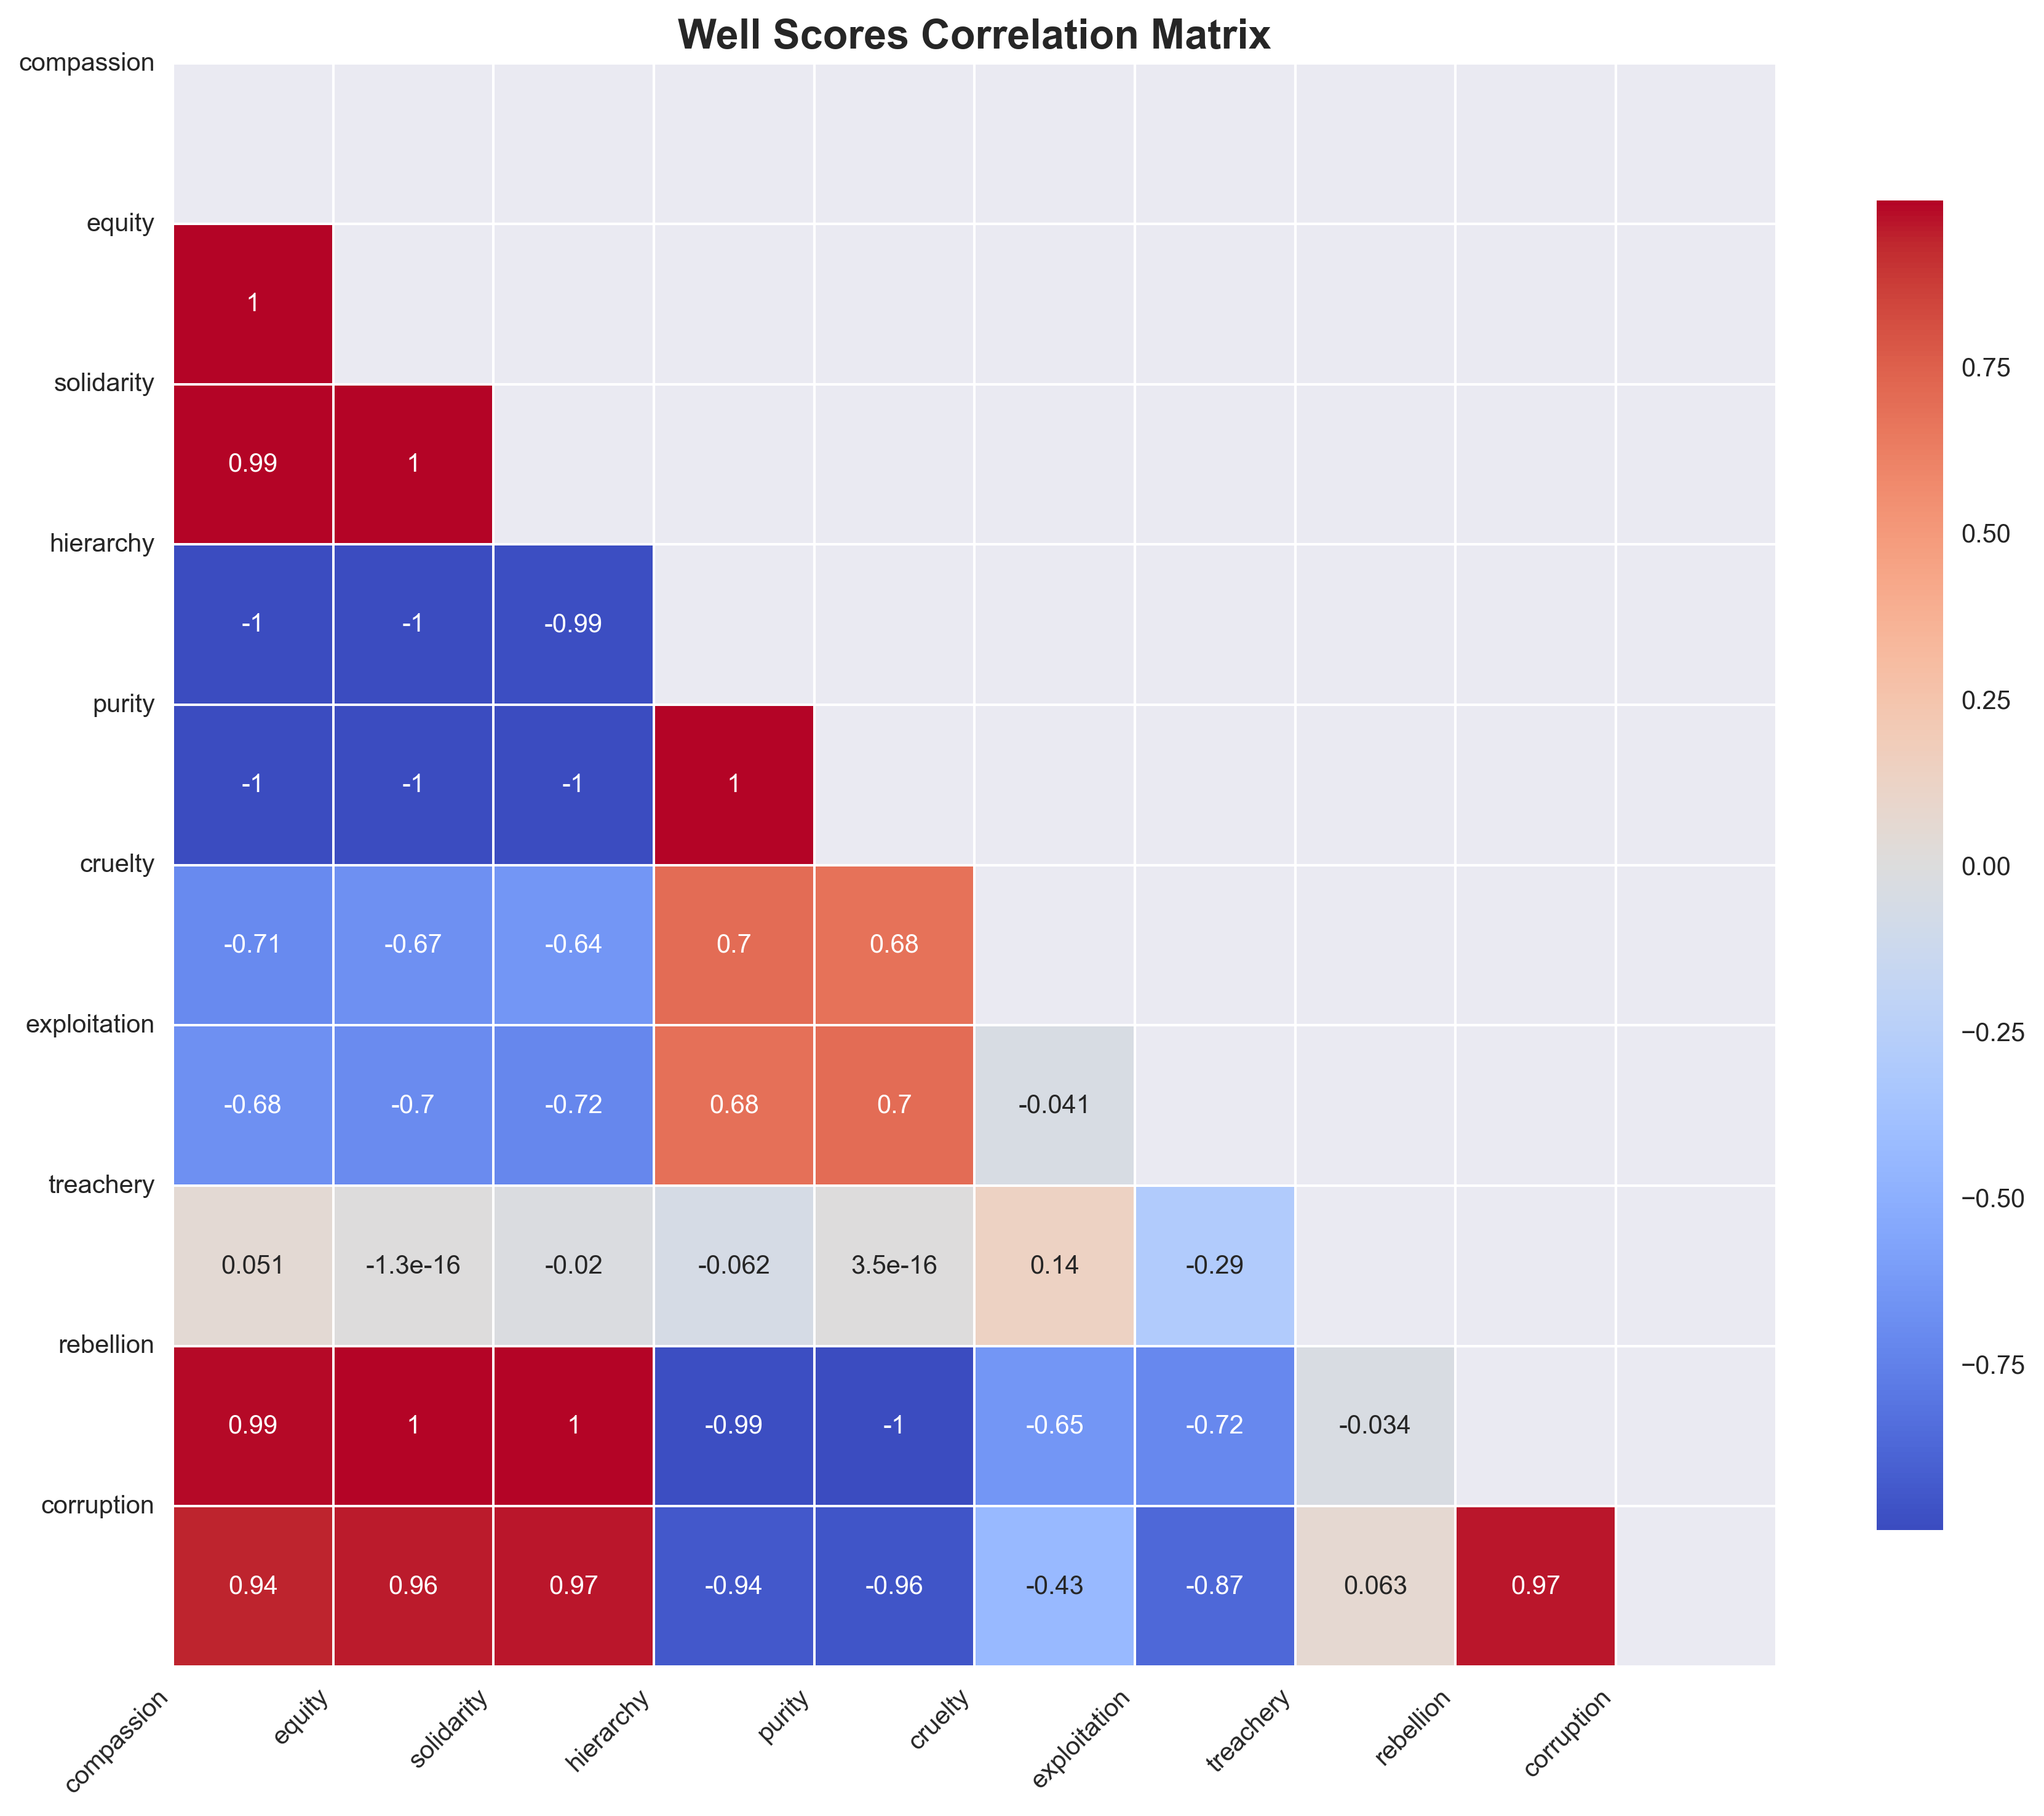 Well Scores Correlation Matrix
compassion
equity
1
solidarity
0.99 1
hierarchy
-1 -1 -0.99
purity
-1 -1 -1 1
cruelty
-0.71 -0.67 -0.64 0.7 0.68
exploitation
-0.68 -0.7 -0.72 0.68 0.7 -0.041
treachery
0.051 -1.3e-16 -0.02 -0.062 3.5e-16 0.14 -0.29
rebellion
0.99 1 1 -0.99 -1 -0.65 -0.72 -0.034
corruption
0.94 0.96 0.97 -0.94 -0.96 -0.43 -0.87 0.063 0.97
compassion equity solidarity hierarchy purity cruelty exploitation treachery rebellion corruption
0.75
0.50
0.25
0.00
−0.25
−0.50
−0.75